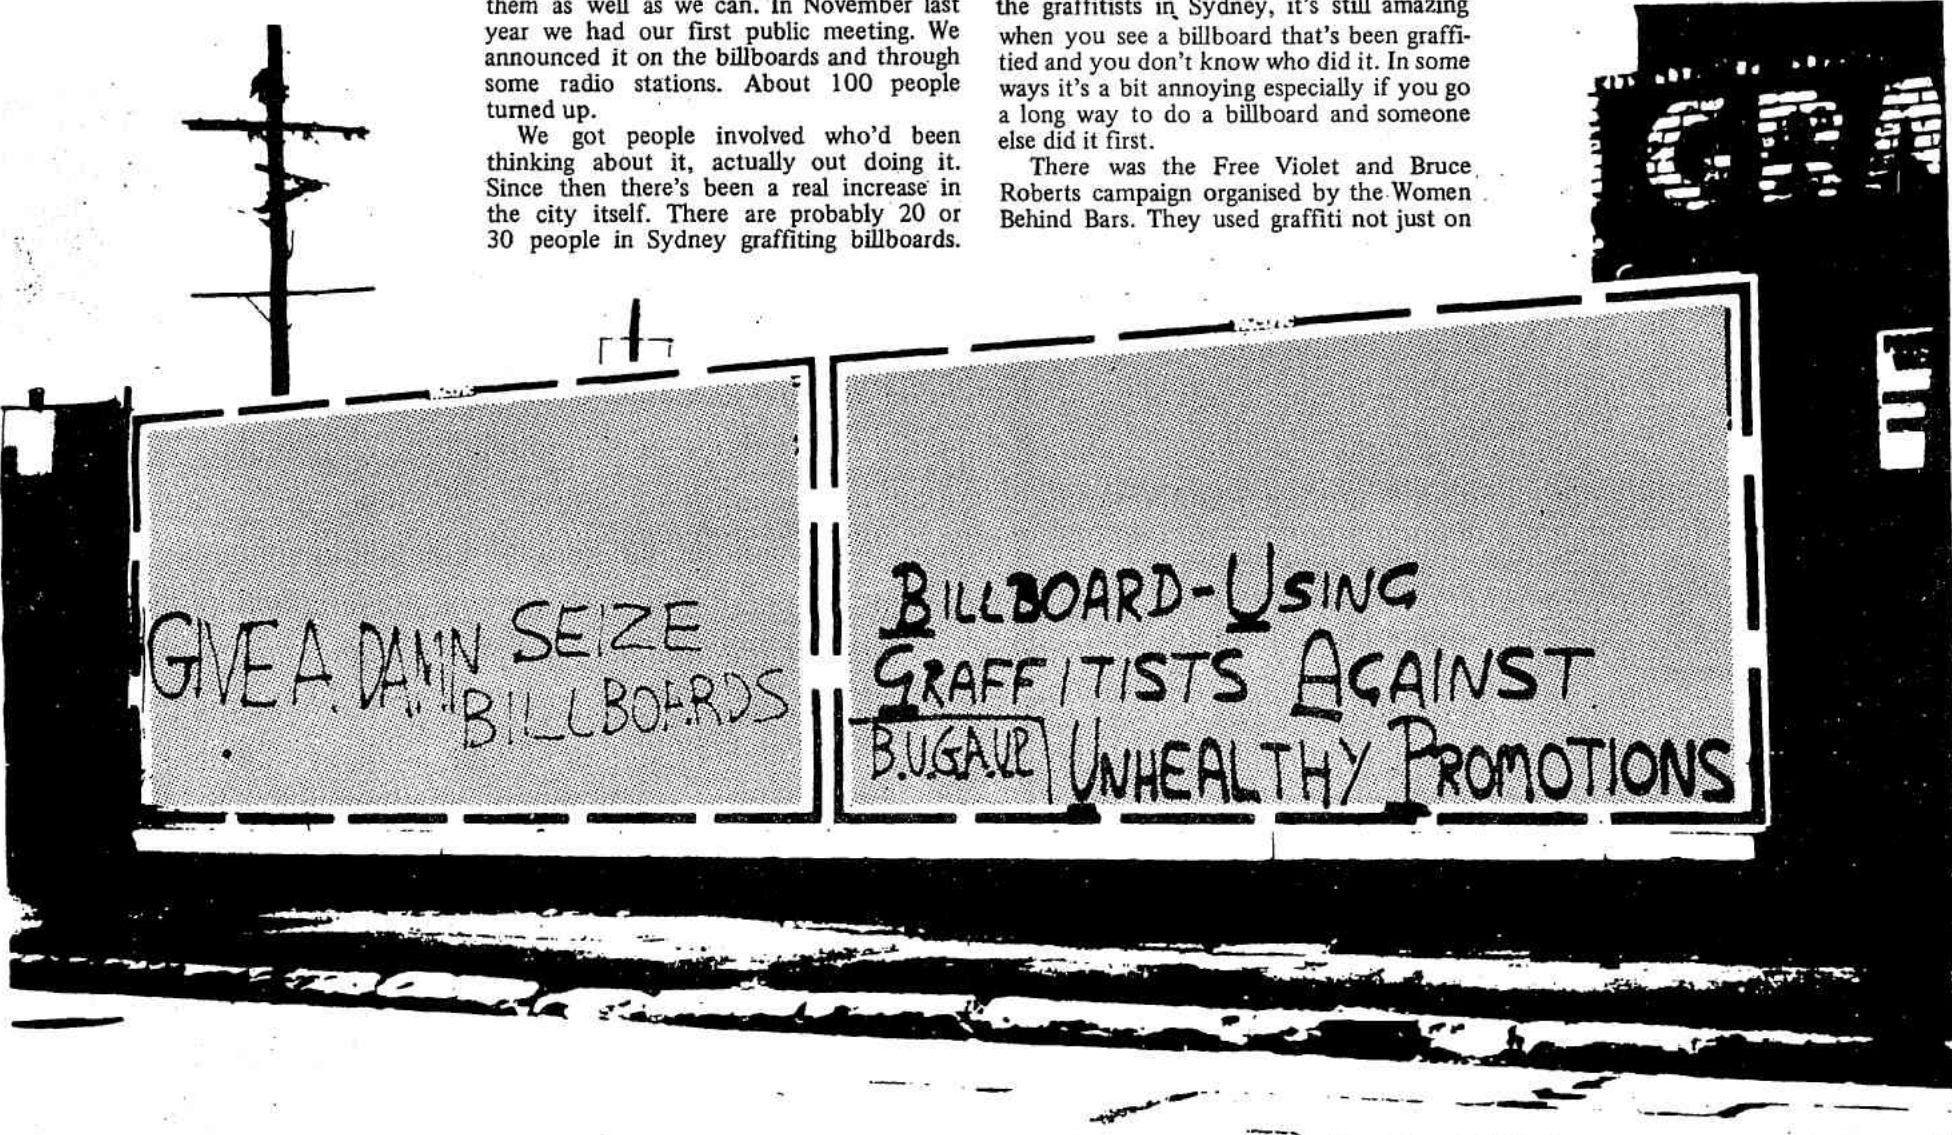 them as well as we can. In November last
year we had our first public meeting. We
announced it on the billboards and through
some radio stations. About 100 people
turned up.
We got people involved who'd been
thinking about it, actually out doing it.
Since then there's been a real increase in
the city itself. There are probably 20 or
30 people in Sydney graffiting billboards.
the graffitists in Sydney, it's still amazing
when you see a billboard that's been graffi-
tied and you don't know who did it. In some
ways it's a bit annoying especially if you go
a long way to do a billboard and someone
else did it first.
There was the Free Violet and Bruce
Roberts campaign organised by the Women
Behind Bars. They used graffiti not just on
GIVE A DAMN SEIZE
BILLBOARDS
BILLBOARD-USING
GRAFFITISTS AGAINST
B.U.G.A.U.P. UNHEALTHY PROMOTIONS